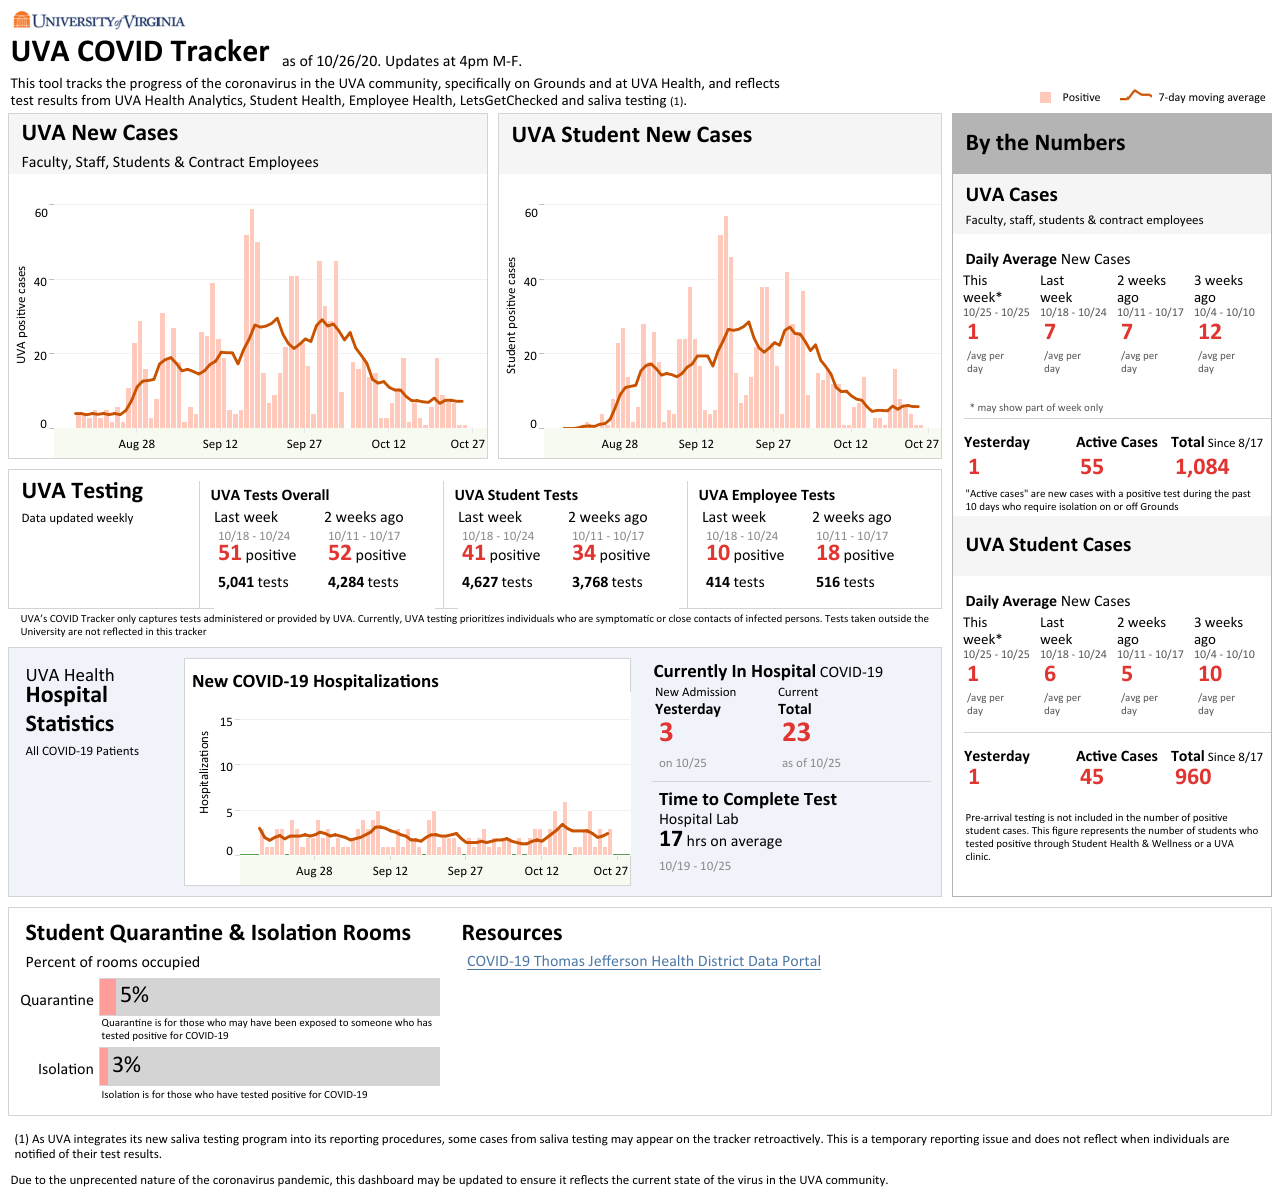 UNIVERSITY of VIRGINIA
UVA COVID Tracker as of 10/26/20. Updates at 4pm M-F.
This tool tracks the progress of the coronavirus in the UVA community, specifically on Grounds and at UVA Health, and reflects
test results from UVA Health Analytics, Student Health, Employee Health, LetsGetChecked and saliva testing (1).
Positive 7-day moving average
UVA New Cases
Faculty, Staff, Students & Contract Employees
UVA positive cases
60
40
20
0
Aug 28 Sep 12 Sep 27 Oct 12 Oct 27
UVA Student New Cases
Student positive cases
60
40
20
0
Aug 28 Sep 12 Sep 27 Oct 12 Oct 27
By the Numbers
UVA Cases
Faculty, staff, students & contract employees
Daily Average New Cases
This Last 2 weeks 3 weeks
week* week ago ago
10/25 - 10/25 10/18 - 10/24 10/11 - 10/17 10/4 - 10/10
1 7 7 12
/avg per /avg per /avg per /avg per
day day day day
* may show part of week only
Yesterday Active Cases Total Since 8/17
1 55 1,084
"Active cases" are new cases with a positive test during the past
10 days who require isolation on or off Grounds
UVA Student Cases
Daily Average New Cases
This Last 2 weeks 3 weeks
week* week ago ago
10/25 - 10/25 10/18 - 10/24 10/11 - 10/17 10/4 - 10/10
1 6 5 10
/avg per /avg per /avg per /avg per
day day day day
Yesterday Active Cases Total Since 8/17
1 45 960
Pre-arrival testing is not included in the number of positive
student cases. This figure represents the number of students who
tested positive through Student Health & Wellness or a UVA
clinic.
UVA Testing
Data updated weekly
UVA Tests Overall
Last week 2 weeks ago
10/18 - 10/24 10/11 - 10/17
51 positive 52 positive
5,041 tests 4,284 tests
UVA Student Tests
Last week 2 weeks ago
10/18 - 10/24 10/11 - 10/17
41 positive 34 positive
4,627 tests 3,768 tests
UVA Employee Tests
Last week 2 weeks ago
10/18 - 10/24 10/11 - 10/17
10 positive 18 positive
414 tests 516 tests
UVA's COVID Tracker only captures tests administered or provided by UVA. Currently, UVA testing prioritizes individuals who are symptomatic or close contacts of infected persons. Tests taken outside the
University are not reflected in this tracker
UVA Health
Hospital
Statistics
All COVID-19 Patients
New COVID-19 Hospitalizations
Hospitalizations
15
10
5
0
Aug 28 Sep 12 Sep 27 Oct 12 Oct 27
Currently In Hospital COVID-19
New Admission Current
Yesterday Total
3 23
on 10/25 as of 10/25
Time to Complete Test
Hospital Lab
17 hrs on average
10/19 - 10/25
Student Quarantine & Isolation Rooms
Percent of rooms occupied
Quarantine 5%
Quarantine is for those who may have been exposed to someone who has
tested positive for COVID-19
Isolation 3%
Isolation is for those who have tested positive for COVID-19
Resources
COVID-19 Thomas Jefferson Health District Data Portal
(1) As UVA integrates its new saliva testing program into its reporting procedures, some cases from saliva testing may appear on the tracker retroactively. This is a temporary reporting issue and does not reflect when individuals are
notified of their test results.
Due to the unprecented nature of the coronavirus pandemic, this dashboard may be updated to ensure it reflects the current state of the virus in the UVA community.